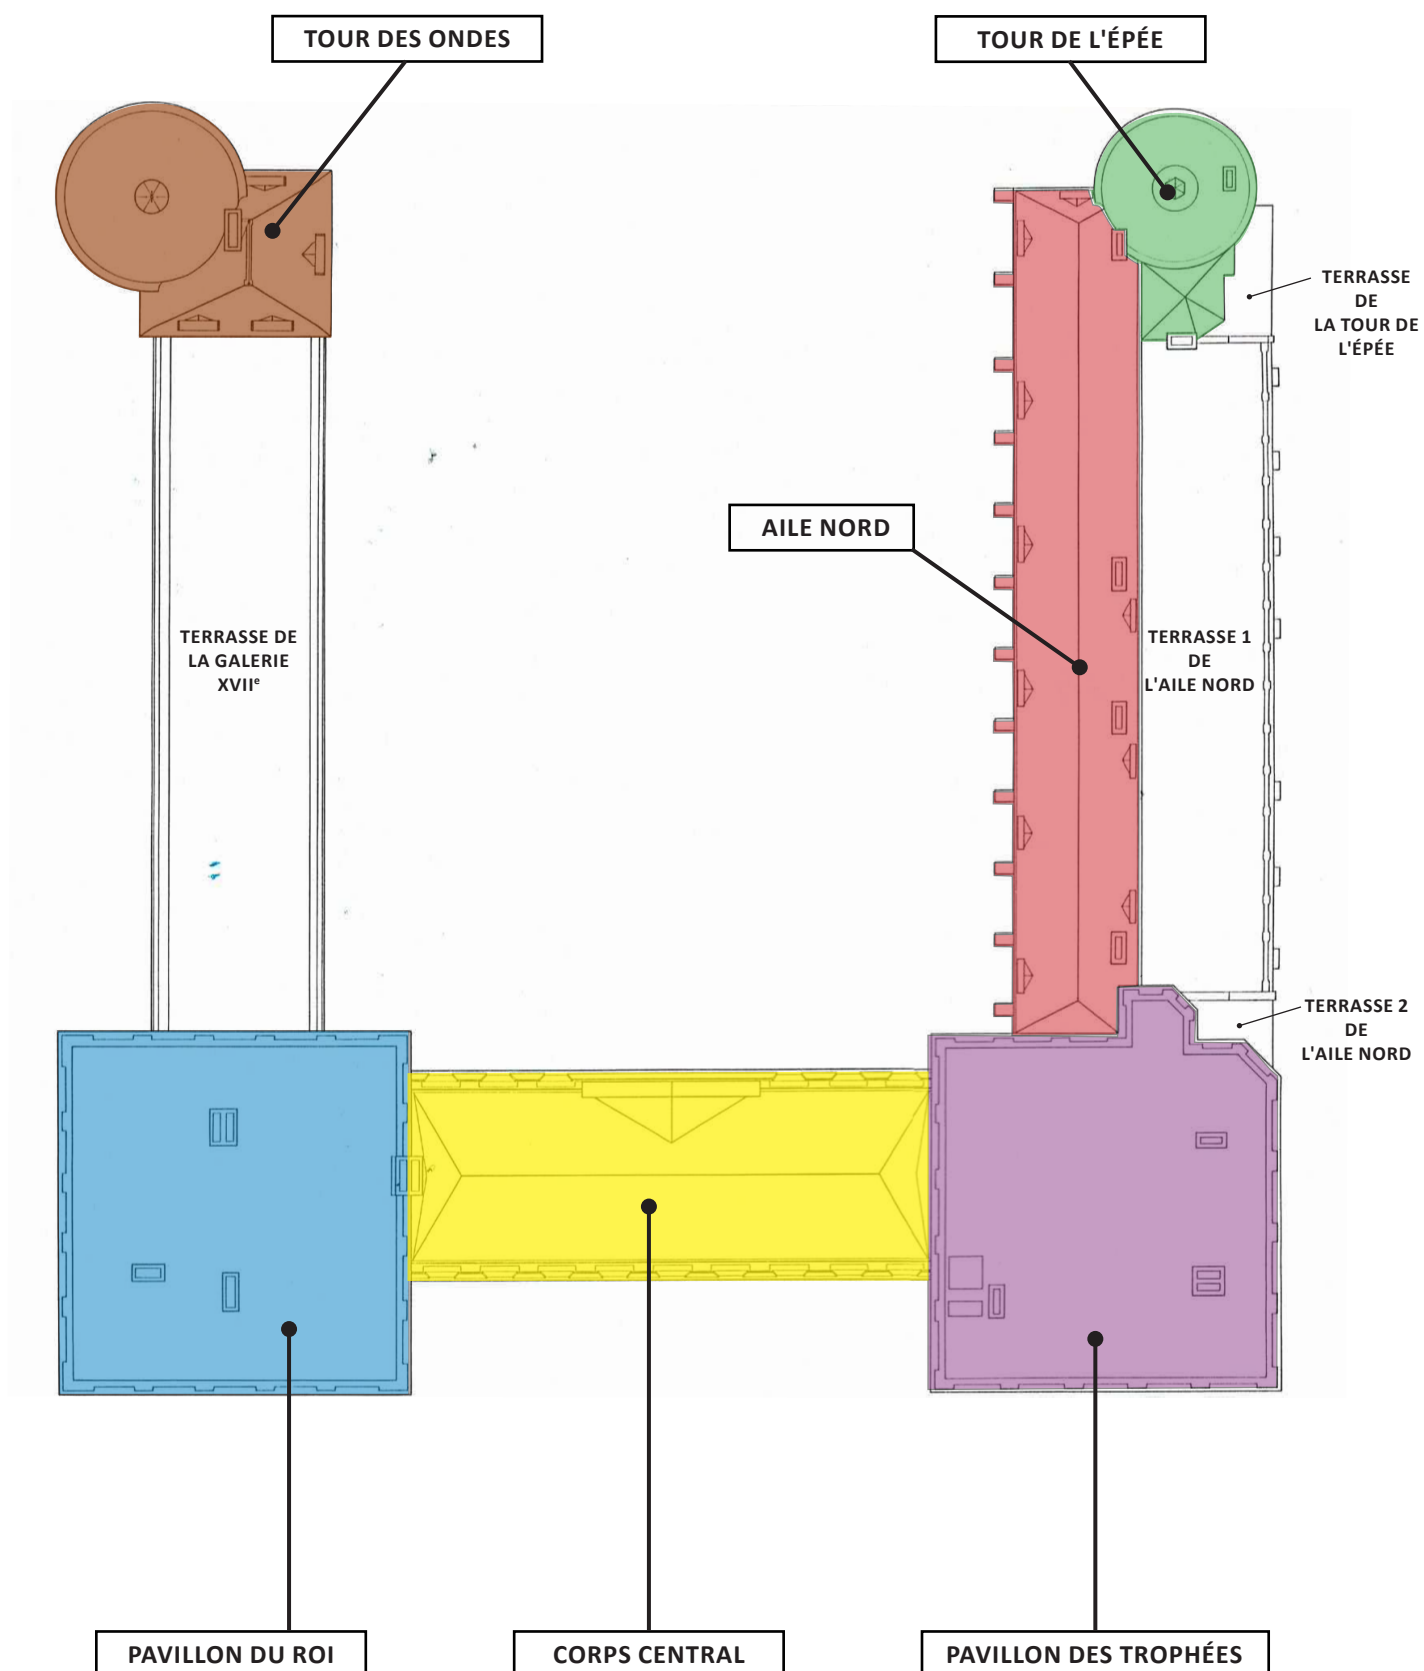 TOUR DES ONDES
TOUR DE L'ÉPÉE
TERRASSE
DE
LA TOUR DE
L'ÉPÉE
AILE NORD
TERRASSE DE
LA GALERIE
XVIIᵉ
TERRASSE 1
DE
L'AILE NORD
TERRASSE 2
DE
L'AILE NORD
PAVILLON DU ROI
CORPS CENTRAL
PAVILLON DES TROPHÉES